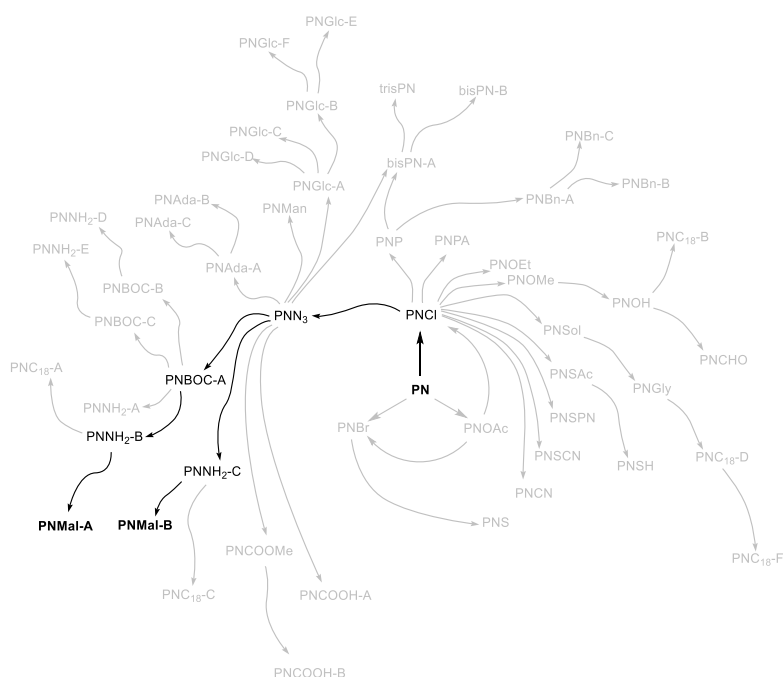 PNGlc-E
PNGlc-F
trisPN
bisPN-B
PNGlc-B
PNGlc-C
PNBn-C
PNGlc-D
bisPN-A
PNGlc-A
PNBn-B
PNAda-B
PNBn-A
PNMan
PNNH₂-D
PNAda-C
PNP
PNPA
PNC₁₈-B
PNNH₂-E
PNAda-A
PNOEt
PNOMe
PNBOC-B
PNOH
PNN₃
PNCl
PNBOC-C
PNSol
PNCHO
PNC₁₈-A
PNSAc
PNBOC-A
PN
PNGly
PNNH₂-A
PNSPN
PNBr
PNOAc
PNNH₂-B
PNSCN
PNC₁₈-D
PNNH₂-C
PNSH
PNCN
PNMal-A
PNMal-B
PNS
PNCOOMe
PNC₁₈-F
PNC₁₈-C
PNCOOH-A
PNCOOH-B